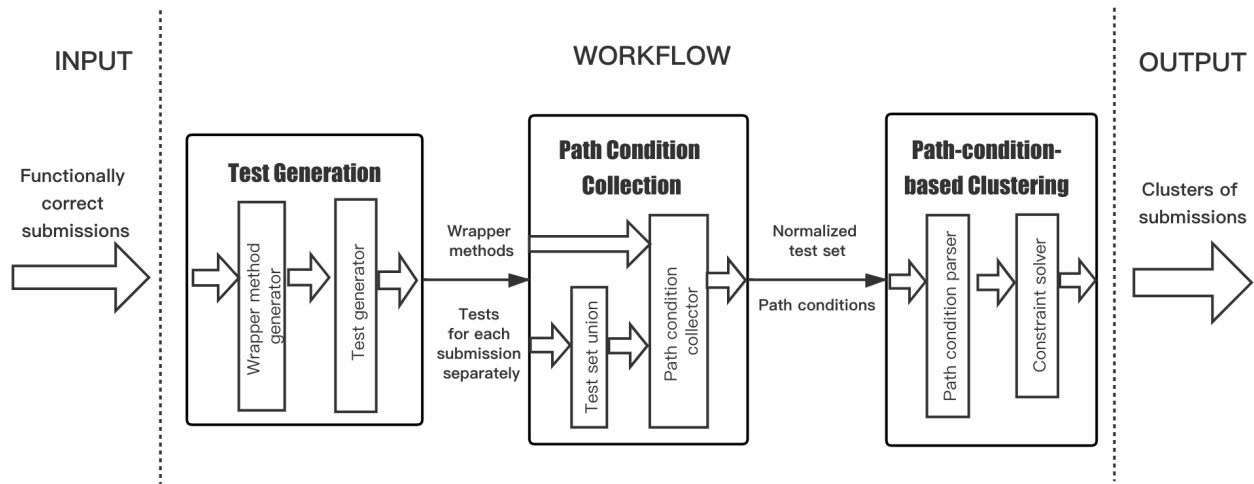 INPUT
WORKFLOW
OUTPUT
Functionally
correct
submissions
Test Generation
Wrapper method
generator
Test generator
Wrapper
methods
Tests
for each
submission
separately
Path Condition
Collection
Test set union
Path condition
collector
Normalized
test set
Path conditions
Path-condition-
based Clustering
Path condition parser
Constraint solver
Clusters of
submissions